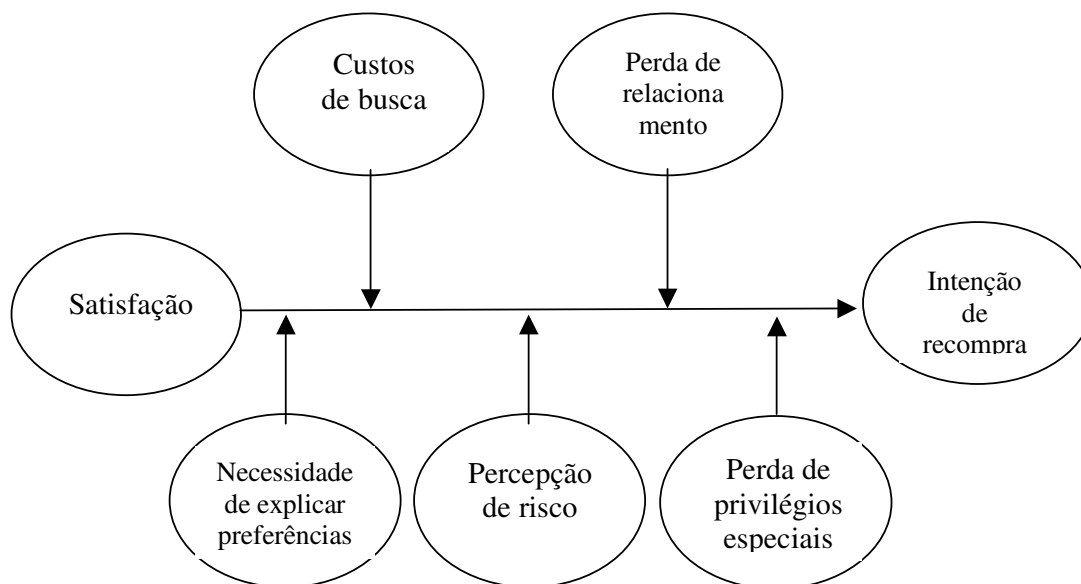 Custos
de busca
Perda de
relaciona
mento
Satisfação
Intenção
de
recompra
Necessidade
de explicar
preferências
Percepção
de risco
Perda de
privilégios
especiais